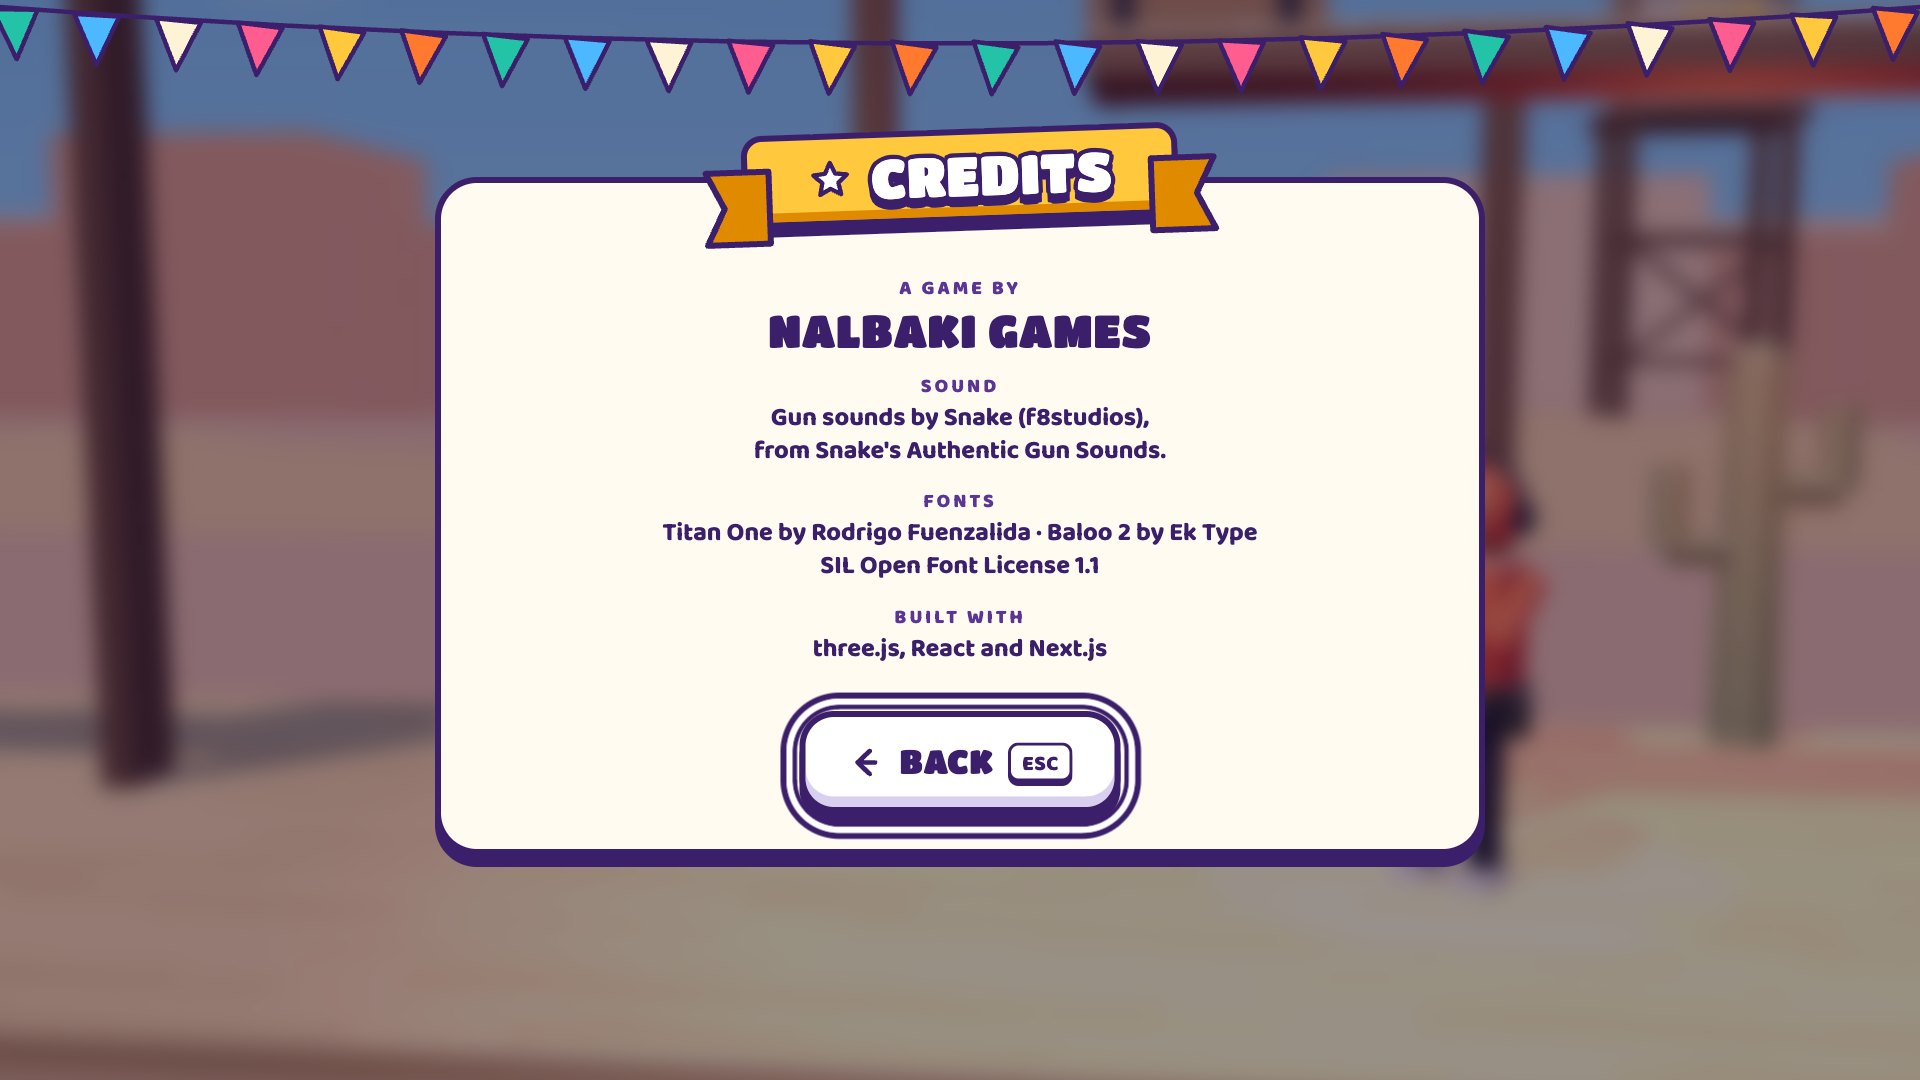 CREDITS
A GAME BY
NALBAKI GAMES
SOUND
Gun sounds by Snake (f8studios),
from Snake's Authentic Gun Sounds.
FONTS
Titan One by Rodrigo Fuenzalida · Baloo 2 by Ek Type
SIL Open Font License 1.1
BUILT WITH
three.js, React and Next.js
BACK ESC